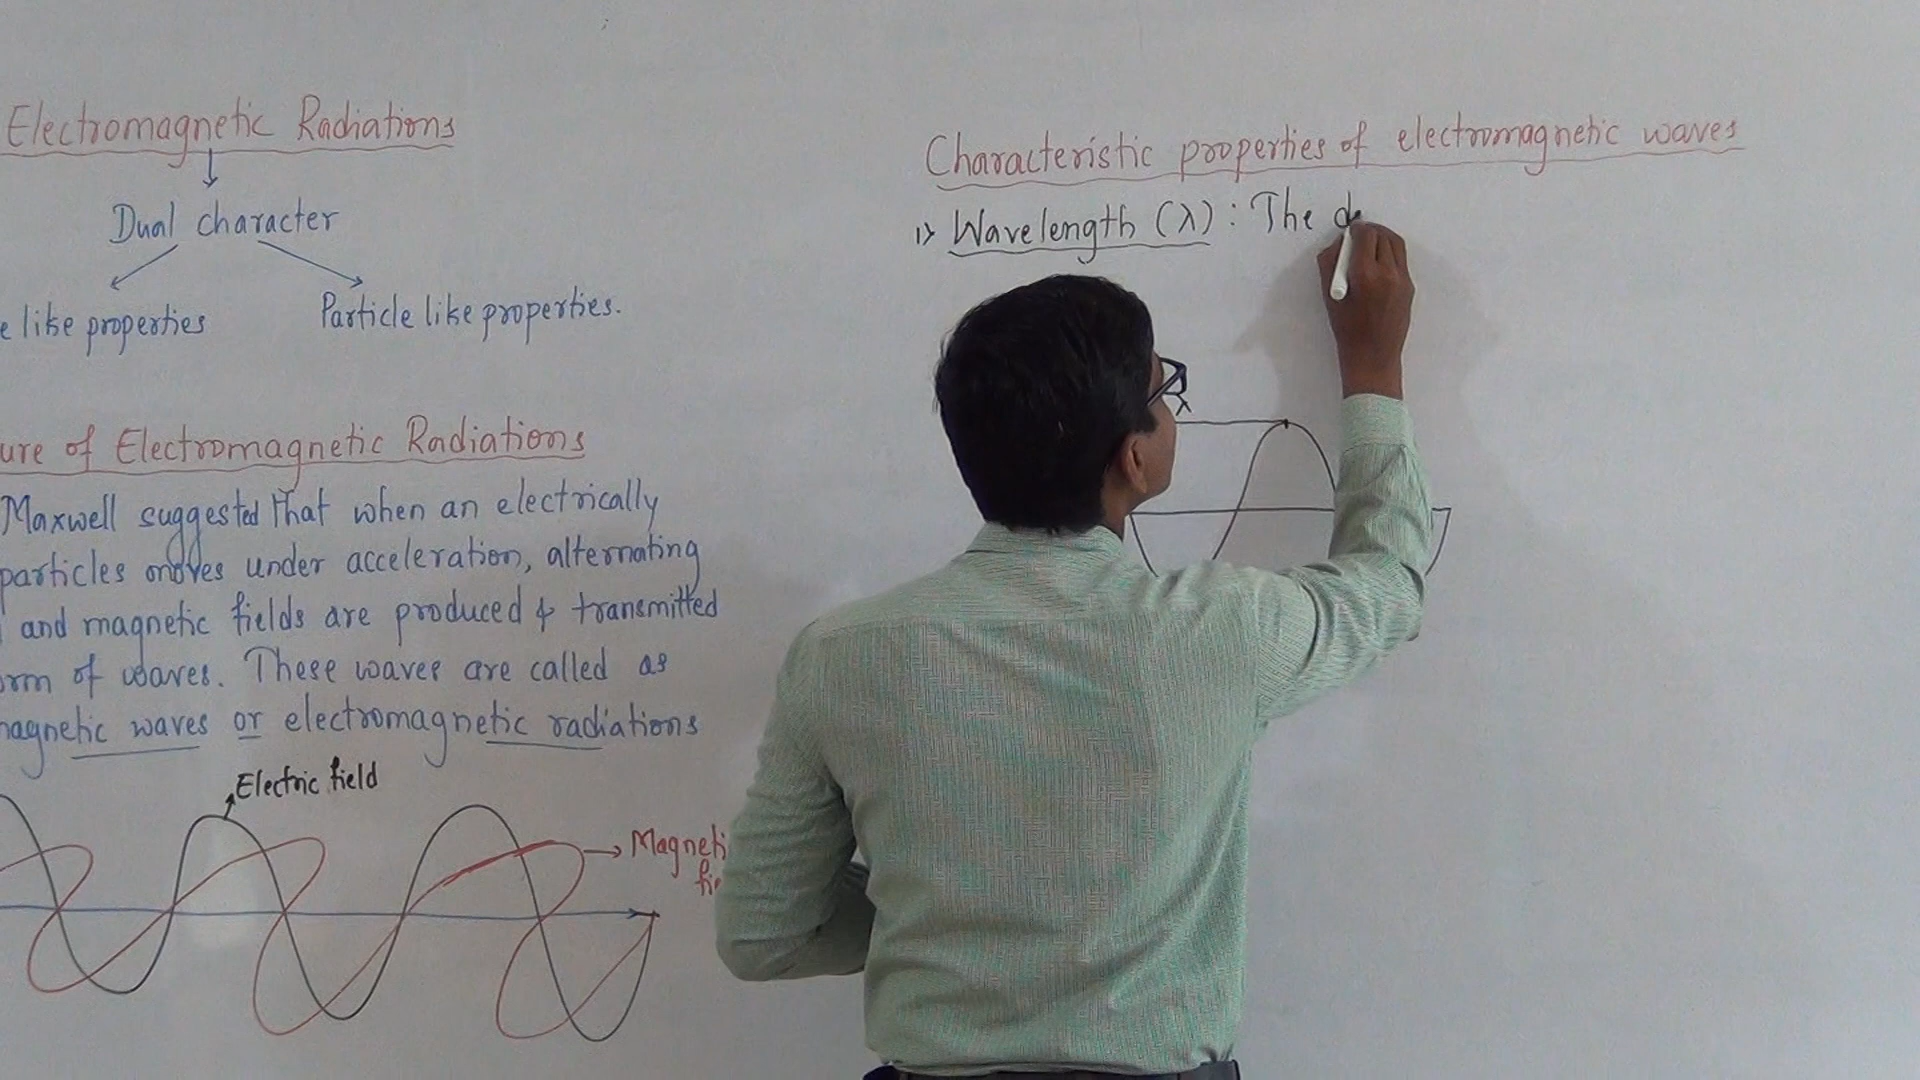 Electromagnetic Radiations
Dual character
e like properties
Particle like properties.
ure of Electromagnetic Radiations
Maxwell suggested that when an electrically
particles moves under acceleration, alternating
and magnetic fields are produced & transmitted
orm of waves. These waves are called as
magnetic waves or electromagnetic radiations
Electric field
Magneti
fie
Characteristic properties of electromagnetic waves
1> Wavelength (λ) : The d
λ